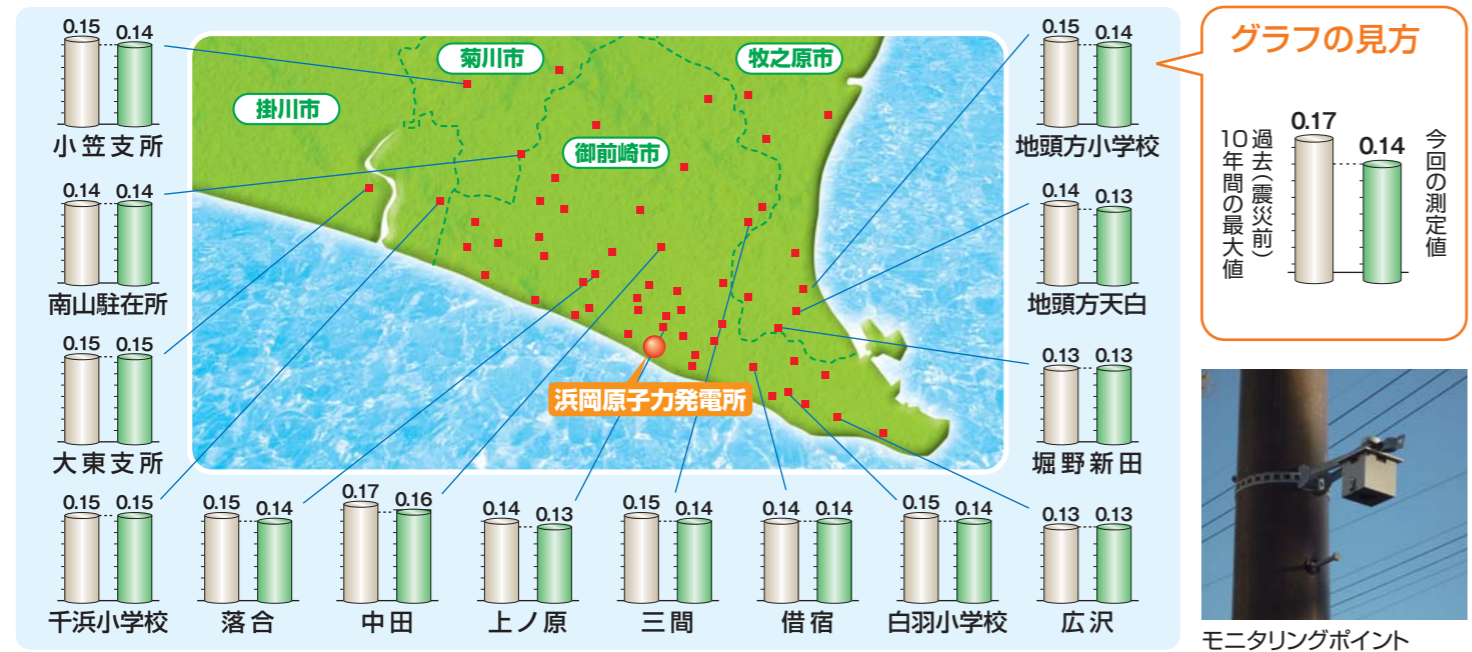 0.15 0.14
小笠支所
0.14 0.14
南山駐在所
0.15 0.15
大東支所
0.15 0.15
千浜小学校
0.15 0.14
落合
0.17 0.16
中田
0.14 0.13
上ノ原
0.15 0.14
三間
0.14 0.14
借宿
0.15 0.14
白羽小学校
0.13 0.13
広沢
0.15 0.14
地頭方小学校
0.14 0.13
地頭方天白
0.13 0.13
堀野新田
掛川市
菊川市
牧之原市
御前崎市
浜岡原子力発電所
グラフの見方
0.17
0.14
過去(震災前)
10年間の最大値
今回の測定値
モニタリングポイント